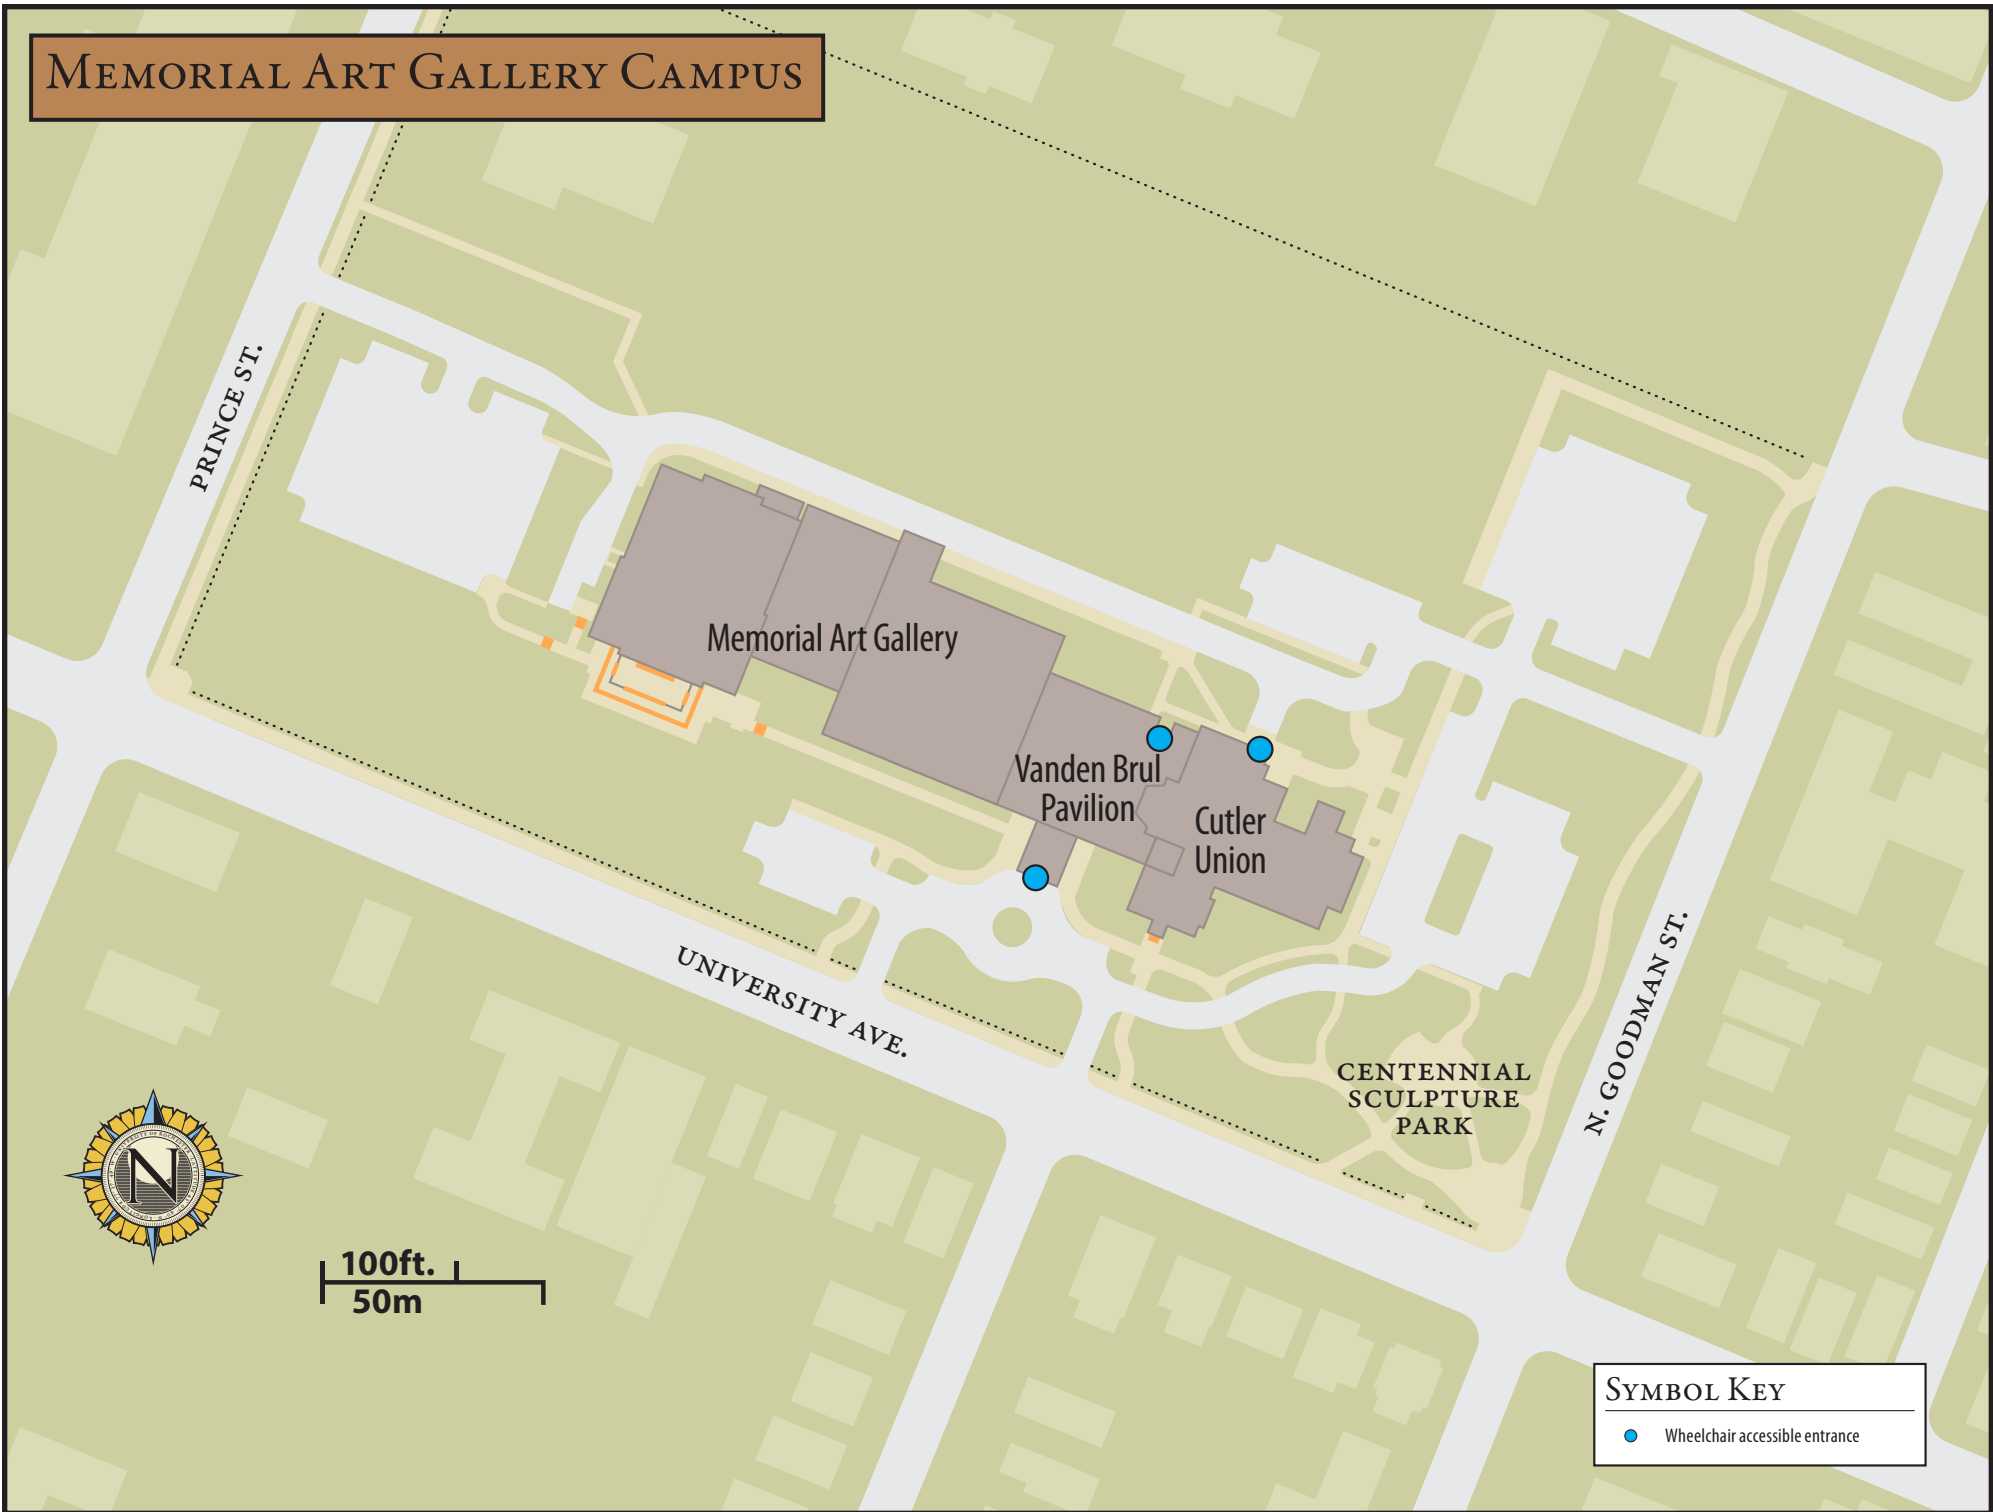 MEMORIAL ART GALLERY CAMPUS
PRINCE ST.
Memorial Art Gallery
Vanden Brul
Pavilion
Cutler
Union
UNIVERSITY AVE.
N. GOODMAN ST.
CENTENNIAL
SCULPTURE
PARK
N
100ft.
50m
SYMBOL KEY
Wheelchair accessible entrance